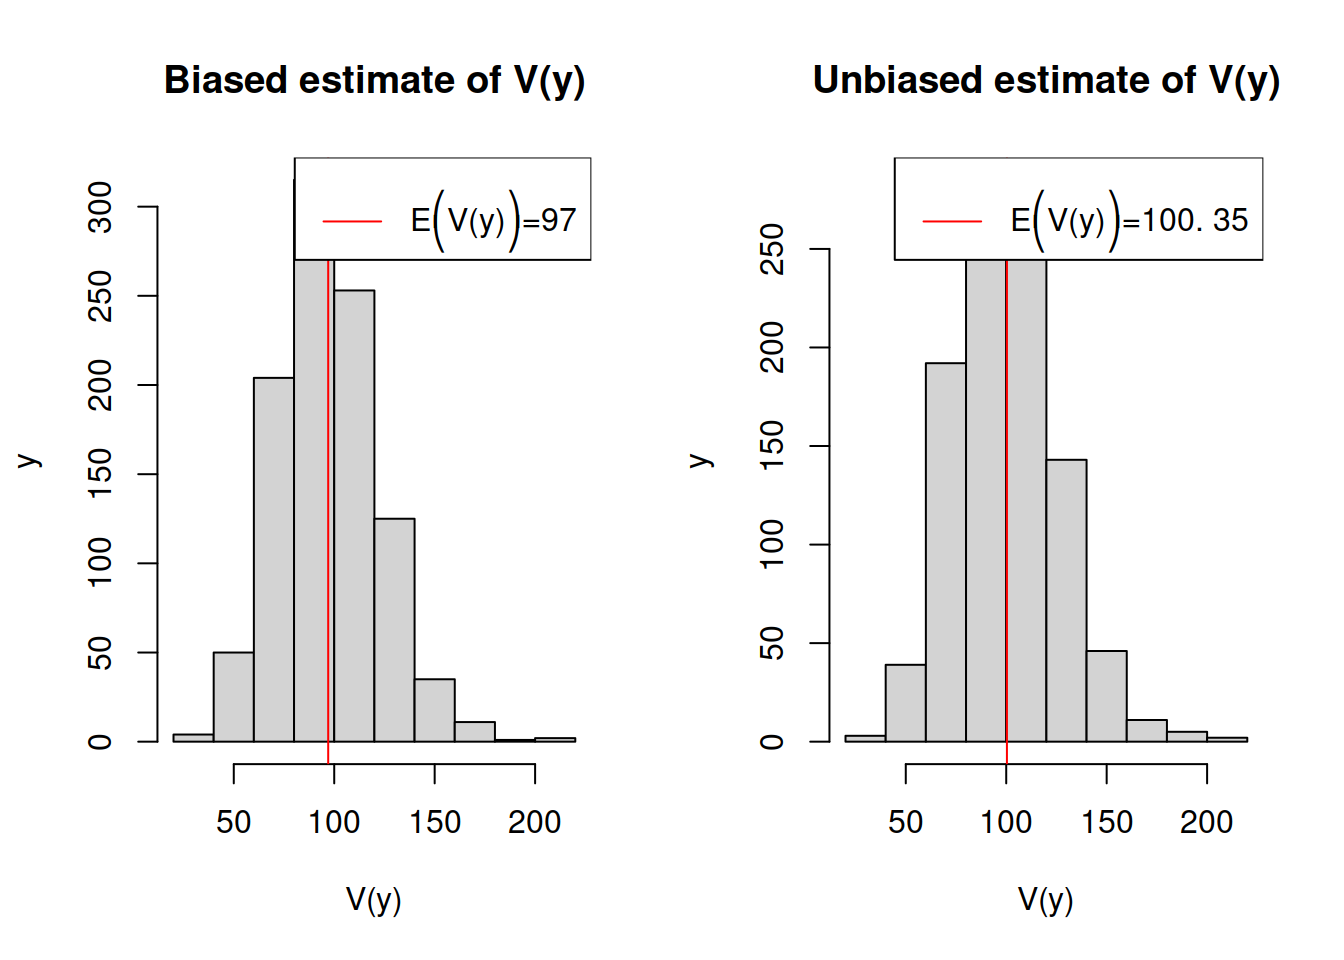 Biased estimate of V(y)
E(V(y))=97
y
0 50 100 150 200 250 300
50 100 150 200
V(y)
Unbiased estimate of V(y)
E(V(y))=100. 35
y
0 50 100 150 200 250
50 100 150 200
V(y)